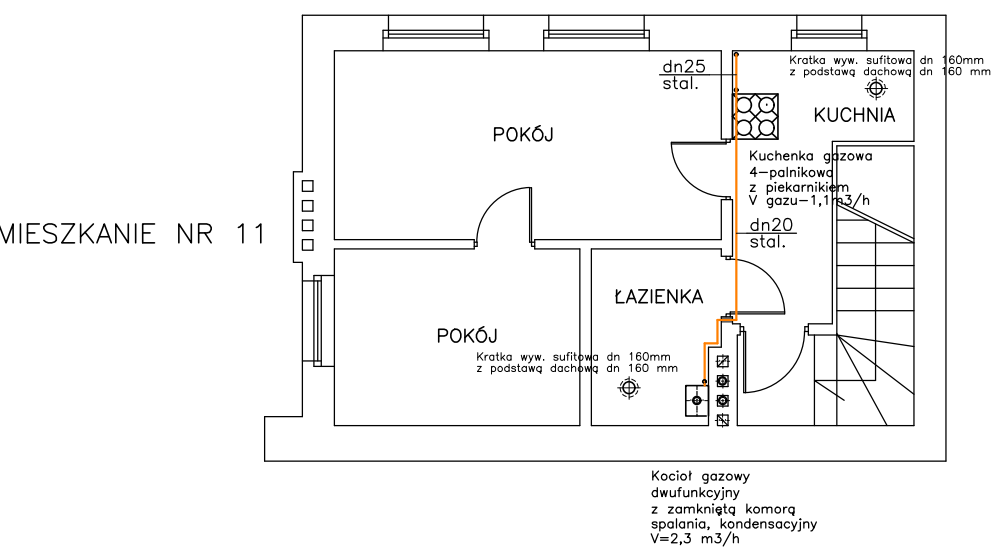 Kratka wyw. sufitowa dn 160mm
z podstawą dachową dn 160 mm
dn25
stal.
KUCHNIA
POKÓJ
Kuchenka gazowa
4-palnikowa
z piekarnikiem
V gazu-1,1m3/h
MIESZKANIE NR 11
dn20
stal.
ŁAZIENKA
POKÓJ
Kratka wyw. sufitowa dn 160mm
z podstawą dachową dn 160 mm
Kocioł gazowy
dwufunkcyjny
z zamkniętą komorą
spalania, kondensacyjny
V=2,3 m3/h